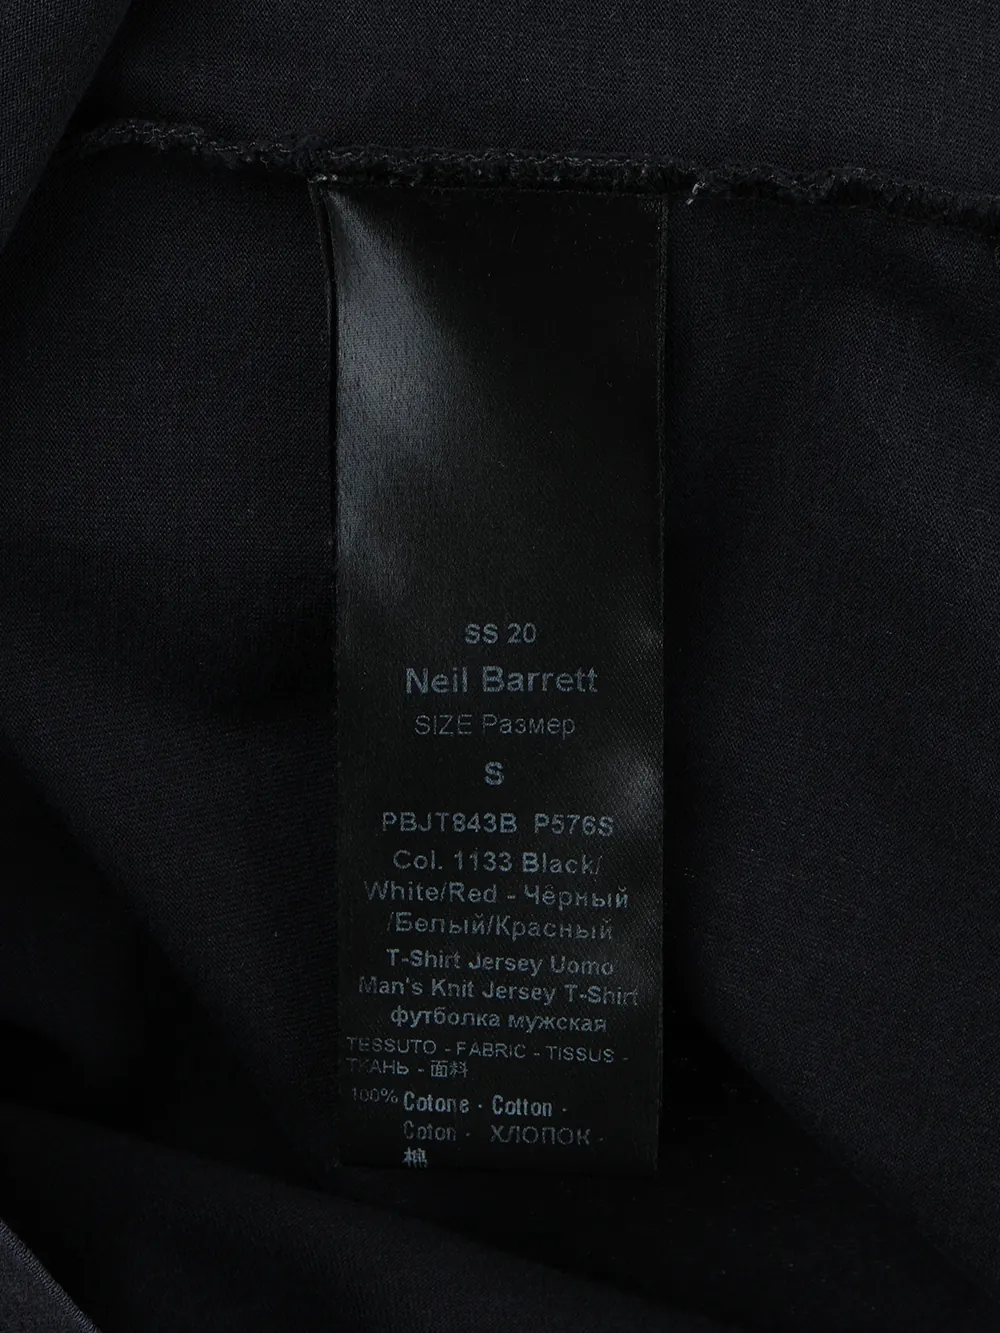 SS 20
Neil Barrett
SIZE Размер
S
PBJT843B P576S
Col. 1133 Black/
White/Red - Чёрный
/Белый/Красный
T-Shirt Jersey Uomo
Man's Knit Jersey T-Shirt
футболка мужская
TESSUTO - FABRIC - TISSUS -
ТКАНЬ - 面料
100% Cotone - Cotton -
Coton - ХЛОПОК -
棉